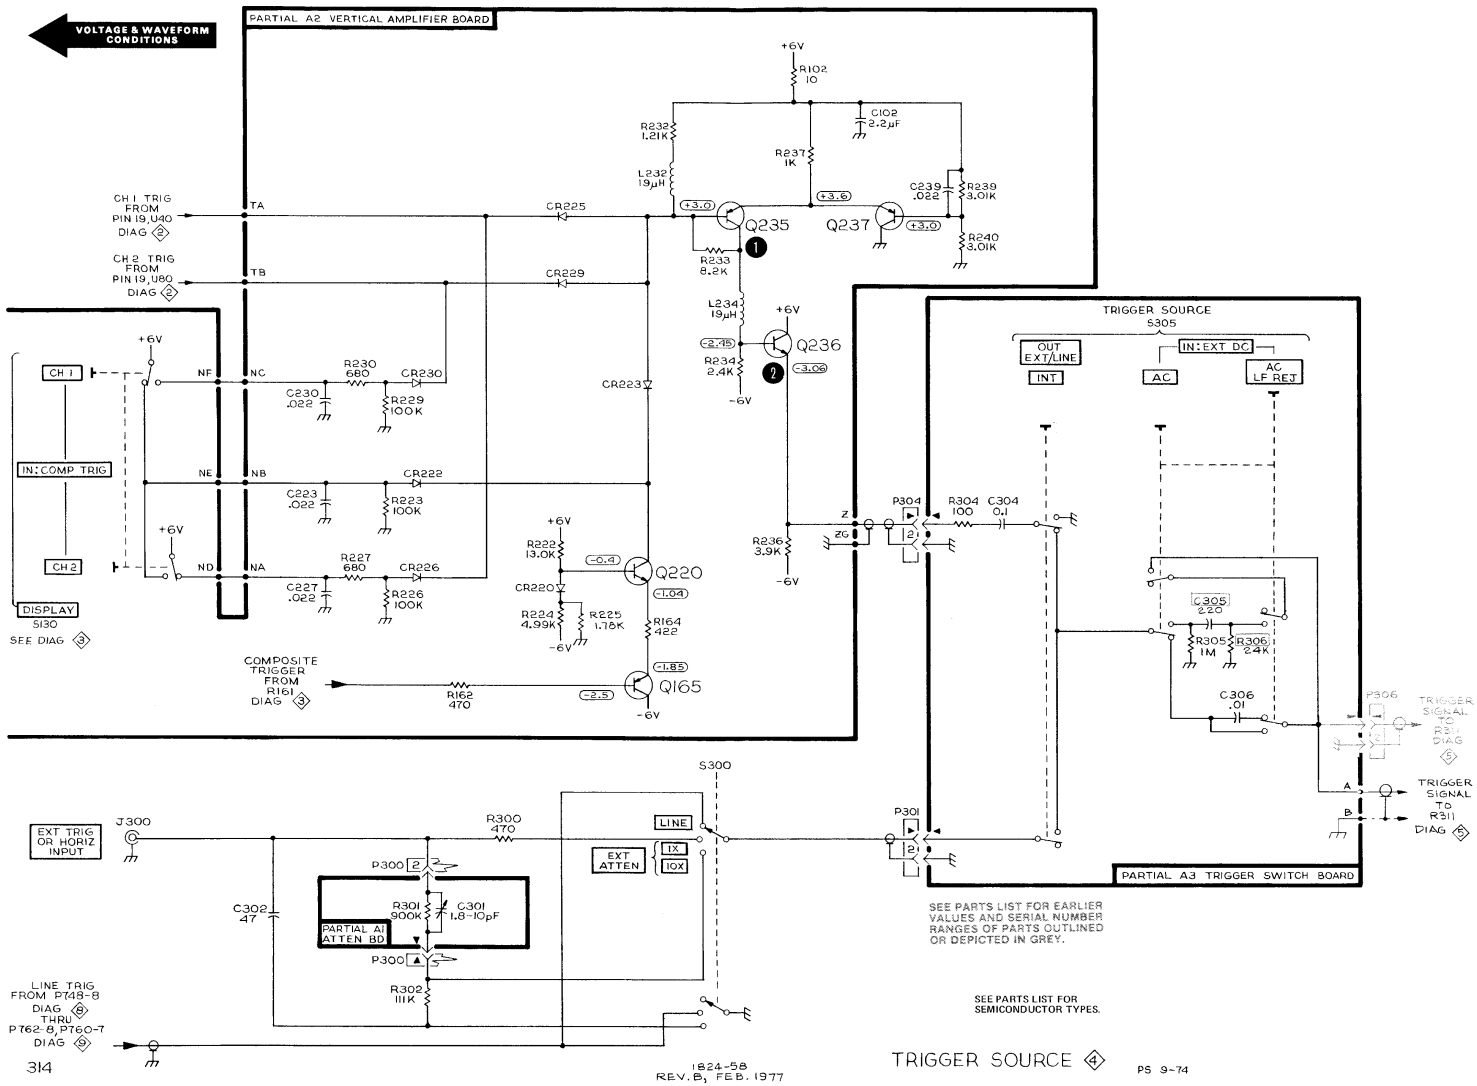 VOLTAGE & WAVEFORM
CONDITIONS
PARTIAL A2 VERTICAL AMPLIFIER BOARD
+6V
R102
10
C102
2.2µF
R232
1.21K
R237
1K
L232
19µH
C239
.022
R239
3.01K
CH 1 TRIG
FROM
PIN 19,U40
DIAG 2
TA
CR225
+3.0
+3.6
Q235
Q237
+3.0
1
R240
3.01K
R233
8.2K
CH 2 TRIG
FROM
PIN 19,U80
DIAG 2
TB
CR229
L234
19µH
+6V
-2.45
Q236
R234
2.4K
2
-3.06
-6V
TRIGGER SOURCE
S305
OUT
EXT/LINE
INT
IN:EXT DC
AC
AC
LF REJ
+6V
CH 1
NF
NC
R230
680
CR230
C230
.022
R229
100K
CR223
IN:COMP TRIG
NE
NB
CR222
C223
.022
R223
100K
+6V
CH 2
ND
NA
R227
680
CR226
C227
.022
R226
100K
DISPLAY
S130
SEE DIAG 3
+6V
R222
13.0K
-0.4
Q220
CR220
-1.04
R224
4.99K
R225
1.78K
-6V
R164
422
COMPOSITE
TRIGGER
FROM
R161
DIAG 3
R162
470
-1.85
-2.5
Q165
-6V
Z
ZG
R236
3.9K
-6V
P304
2
R304
100
C304
0.1
C305
220
R305
1M
R306
24K
C306
.01
P306
2
TRIGGER
SIGNAL
TO
R311
DIAG
5
A
B
TRIGGER
SIGNAL
TO
R311
DIAG 5
S300
J300
EXT TRIG
OR HORIZ
INPUT
R300
470
LINE
EXT
ATTEN
1X
10X
P301
2
P300 2
C302
47
R301
900K
C301
1.8-10pF
PARTIAL A1
ATTEN BD
P300
R302
111K
PARTIAL A3 TRIGGER SWITCH BOARD
SEE PARTS LIST FOR EARLIER
VALUES AND SERIAL NUMBER
RANGES OF PARTS OUTLINED
OR DEPICTED IN GREY.
LINE TRIG
FROM P748-8
DIAG 8
THRU
P762-8, P760-7
DIAG 9
SEE PARTS LIST FOR
SEMICONDUCTOR TYPES.
314
1824-58
REV. B, FEB. 1977
TRIGGER SOURCE 4
PS 9-74